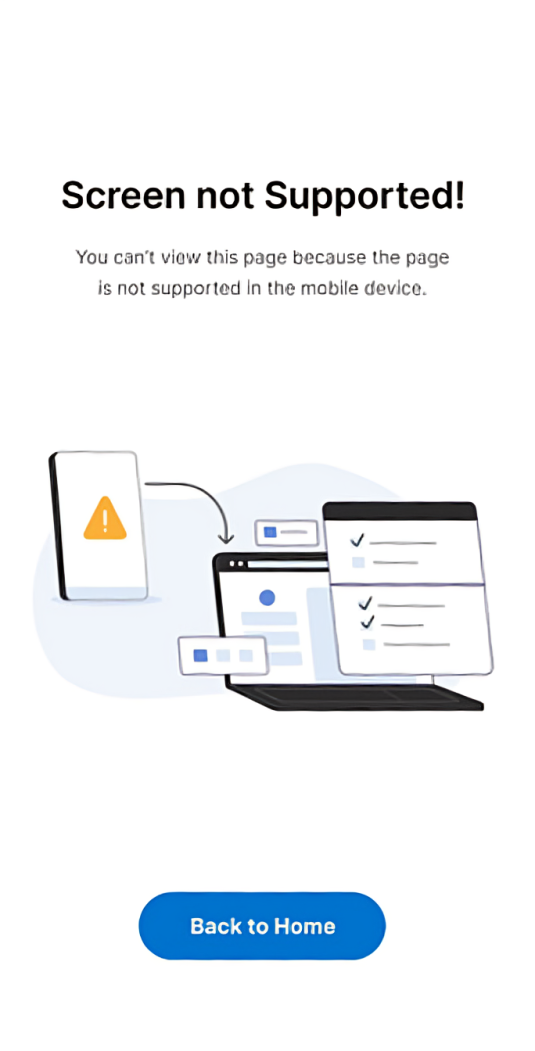 Screen not Supported!
You can't view this page because the page
is not supported in the mobile device.
Back to Home